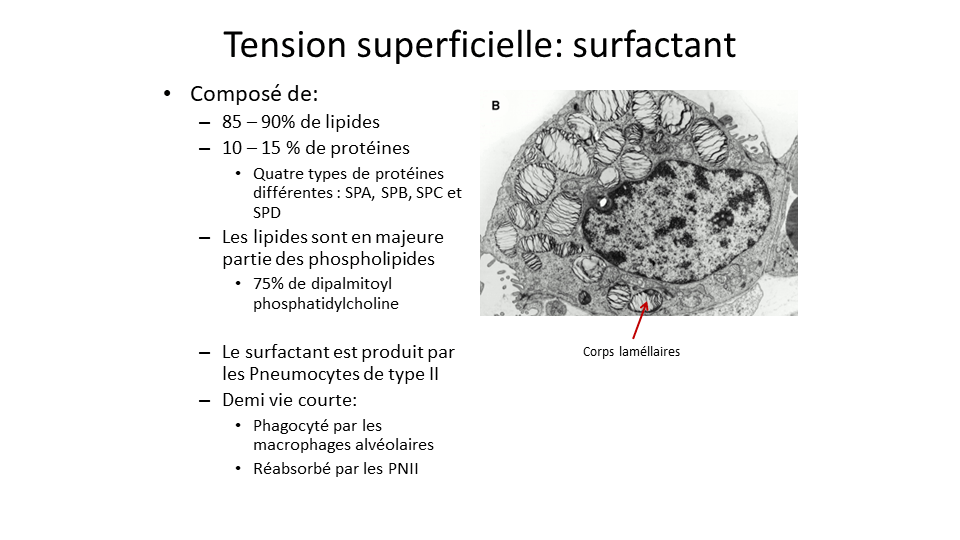 Tension superficielle: surfactant
• Composé de:
– 85 – 90% de lipides
– 10 – 15 % de protéines
• Quatre types de protéines
différentes : SPA, SPB, SPC et
SPD
– Les lipides sont en majeure
partie des phospholipides
• 75% de dipalmitoyl
phosphatidylcholine
– Le surfactant est produit par
les Pneumocytes de type II
– Demi vie courte:
• Phagocyté par les
macrophages alvéolaires
• Réabsorbé par les PNII
B
Corps laméllaires